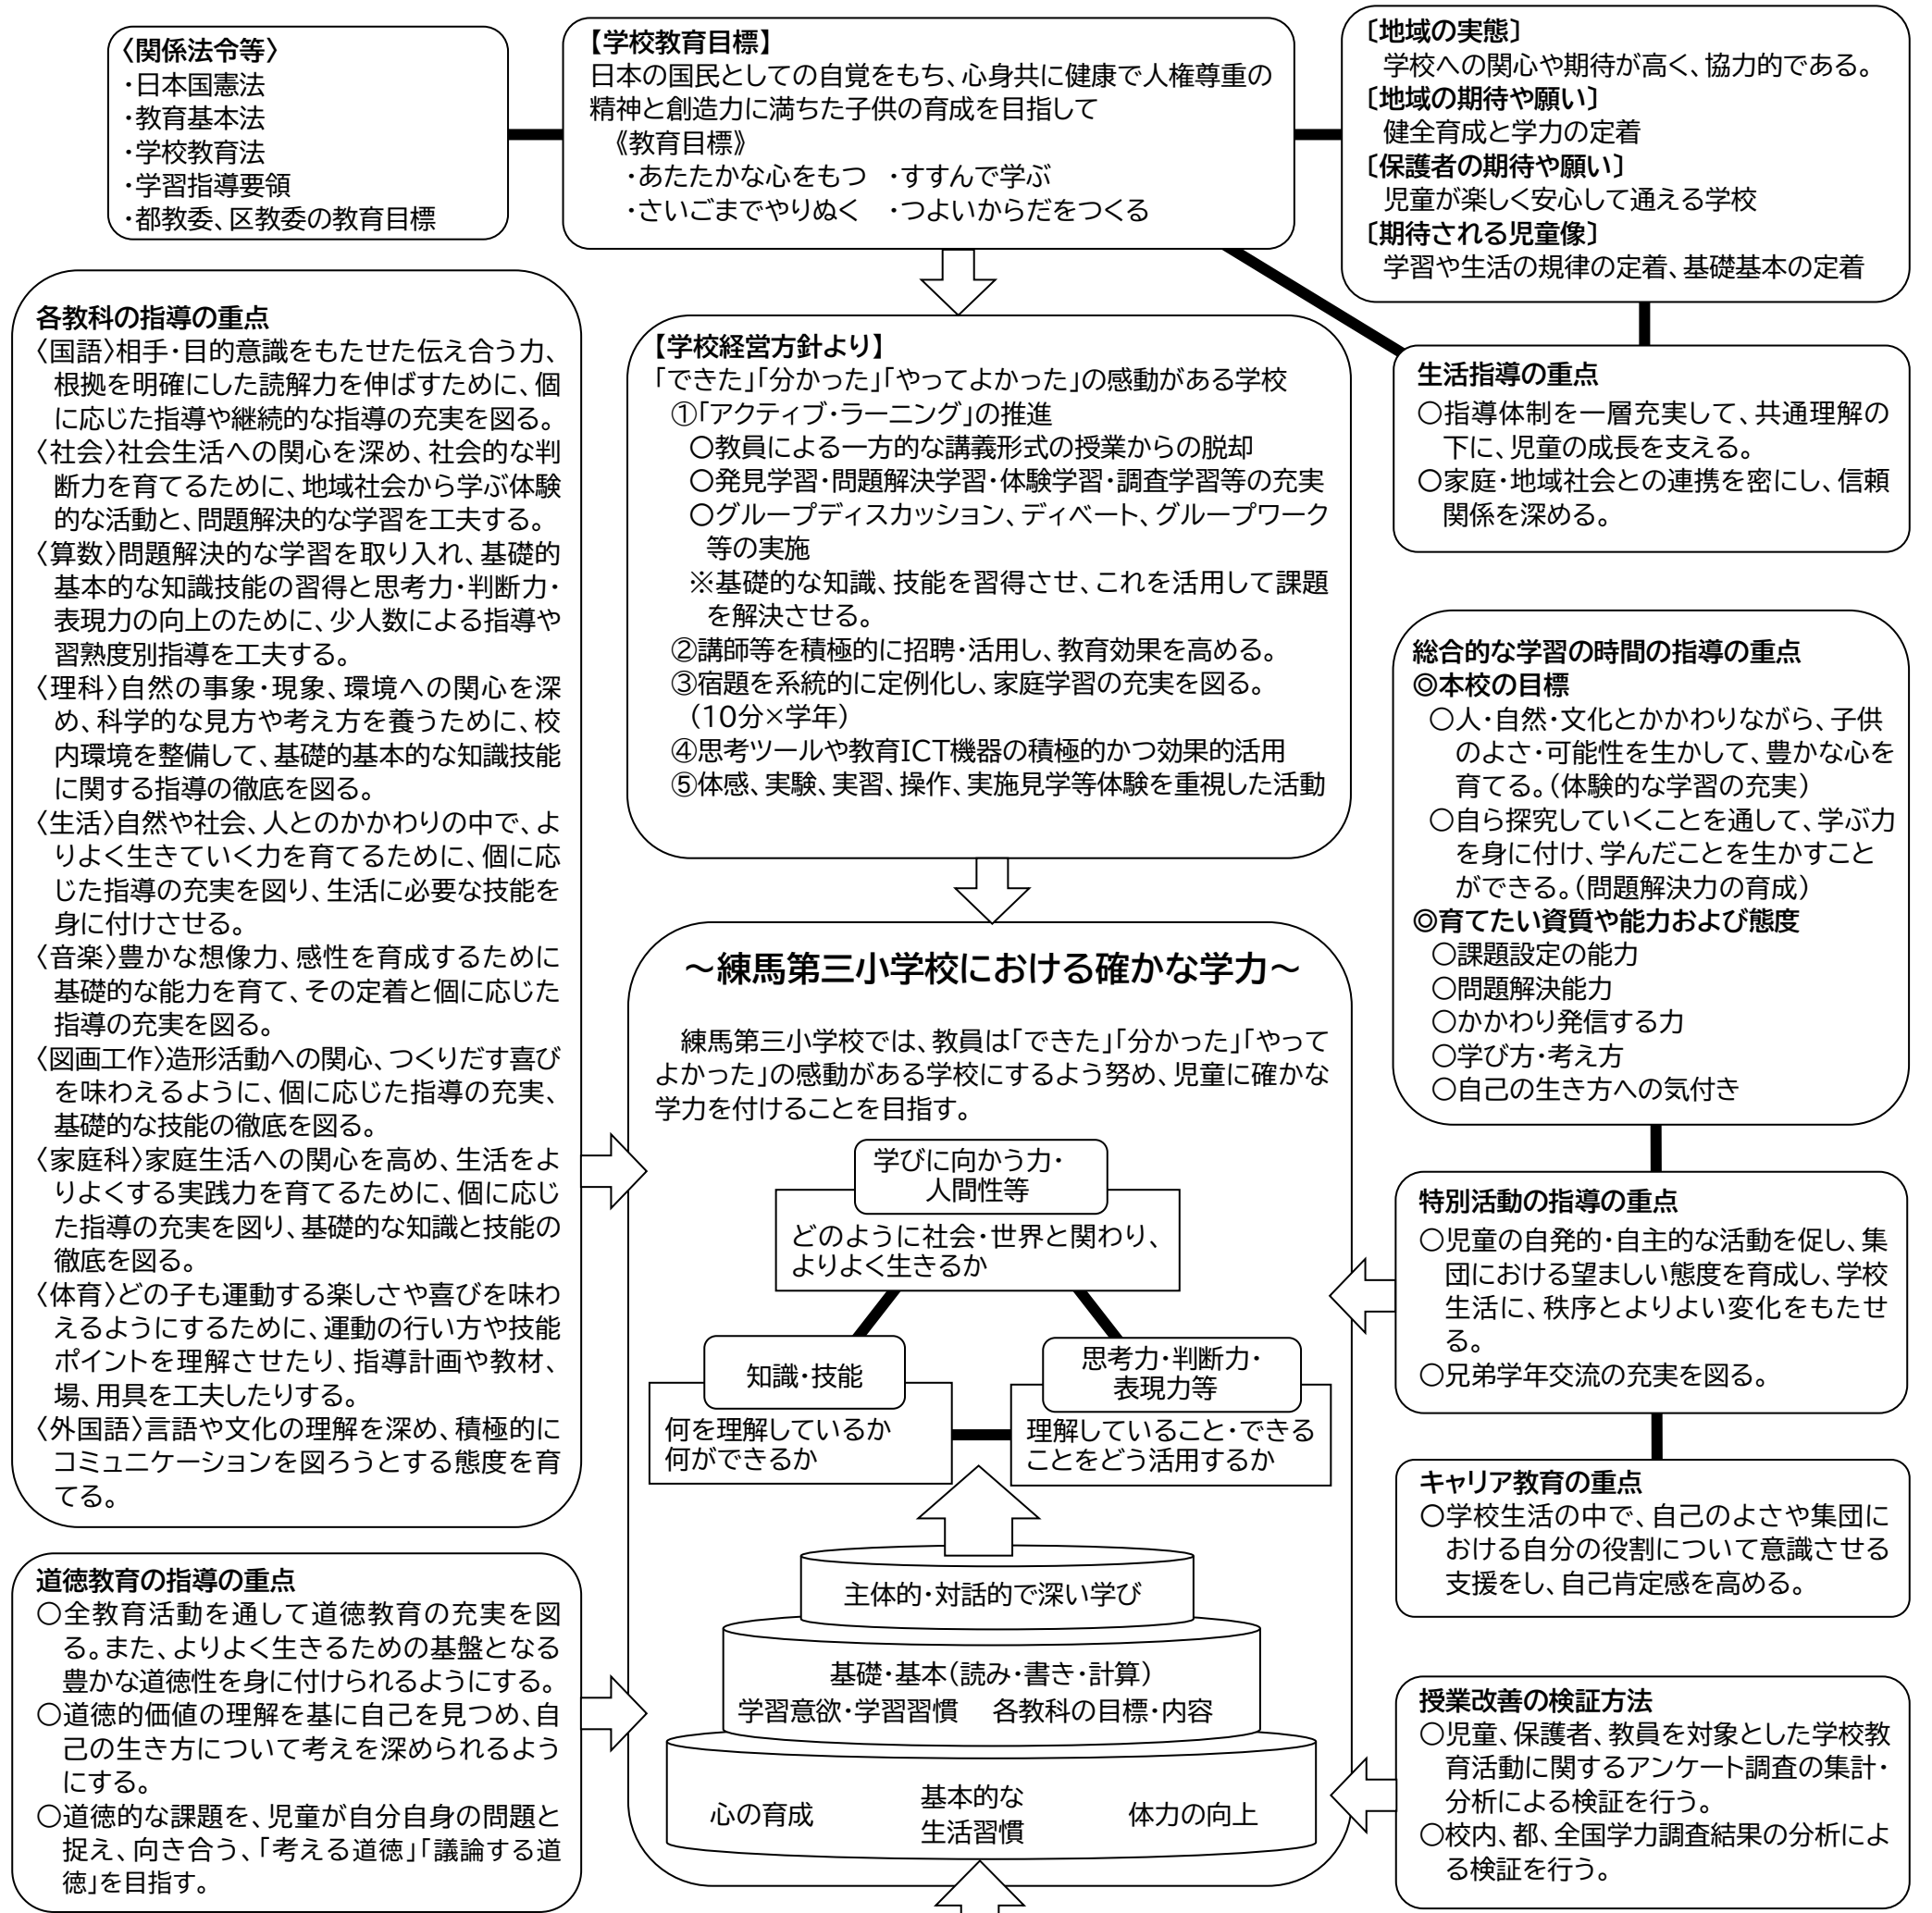 〈関係法令等〉
・日本国憲法
・教育基本法
・学校教育法
・学習指導要領
・都教委、区教委の教育目標
【学校教育目標】
日本の国民としての自覚をもち、心身共に健康で人権尊重の
精神と創造力に満ちた子供の育成を目指して
《教育目標》
・あたたかな心をもつ ・すすんで学ぶ
・さいごまでやりぬく ・つよいからだをつくる
〔地域の実態〕
学校への関心や期待が高く、協力的である。
〔地域の期待や願い〕
健全育成と学力の定着
〔保護者の期待や願い〕
児童が楽しく安心して通える学校
〔期待される児童像〕
学習や生活の規律の定着、基礎基本の定着
各教科の指導の重点
〈国語〉相手・目的意識をもたせた伝え合う力、
根拠を明確にした読解力を伸ばすために、個
に応じた指導や継続的な指導の充実を図る。
〈社会〉社会生活への関心を深め、社会的な判
断力を育てるために、地域社会から学ぶ体験
的な活動と、問題解決的な学習を工夫する。
〈算数〉問題解決的な学習を取り入れ、基礎的
基本的な知識技能の習得と思考力・判断力・
表現力の向上のために、少人数による指導や
習熟度別指導を工夫する。
〈理科〉自然の事象・現象、環境への関心を深
め、科学的な見方や考え方を養うために、校
内環境を整備して、基礎的基本的な知識技能
に関する指導の徹底を図る。
〈生活〉自然や社会、人とのかかわりの中で、よ
りよく生きていく力を育てるために、個に応
じた指導の充実を図り、生活に必要な技能を
身に付けさせる。
〈音楽〉豊かな想像力、感性を育成するために
基礎的な能力を育て、その定着と個に応じた
指導の充実を図る。
〈図画工作〉造形活動への関心、つくりだす喜び
を味わえるように、個に応じた指導の充実、
基礎的な技能の徹底を図る。
〈家庭科〉家庭生活への関心を高め、生活をよ
りよくする実践力を育てるために、個に応じ
た指導の充実を図り、基礎的な知識と技能の
徹底を図る。
〈体育〉どの子も運動する楽しさや喜びを味わ
えるようにするために、運動の行い方や技能
ポイントを理解させたり、指導計画や教材、
場、用具を工夫したりする。
〈外国語〉言語や文化の理解を深め、積極的に
コミュニケーションを図ろうとする態度を育
てる。
道徳教育の指導の重点
○全教育活動を通して道徳教育の充実を図
る。また、よりよく生きるための基盤となる
豊かな道徳性を身に付けられるようにする。
○道徳的価値の理解を基に自己を見つめ、自
己の生き方について考えを深められるよう
にする。
○道徳的な課題を、児童が自分自身の問題と
捉え、向き合う、「考える道徳」「議論する道
徳」を目指す。
【学校経営方針より】
「できた」「分かった」「やってよかった」の感動がある学校
①「アクティブ・ラーニング」の推進
○教員による一方的な講義形式の授業からの脱却
○発見学習・問題解決学習・体験学習・調査学習等の充実
○グループディスカッション、ディベート、グループワーク
等の実施
※基礎的な知識、技能を習得させ、これを活用して課題
を解決させる。
②講師等を積極的に招聘・活用し、教育効果を高める。
③宿題を系統的に定例化し、家庭学習の充実を図る。
（10分×学年）
④思考ツールや教育ICT機器の積極的かつ効果的活用
⑤体感、実験、実習、操作、実施見学等体験を重視した活動
～練馬第三小学校における確かな学力～
練馬第三小学校では、教員は「できた」「分かった」「やって
よかった」の感動がある学校にするよう努め、児童に確かな
学力を付けることを目指す。
学びに向かう力・
人間性等
どのように社会・世界と関わり、
よりよく生きるか
知識・技能
何を理解しているか
何ができるか
思考力・判断力・
表現力等
理解していること・できる
ことをどう活用するか
主体的・対話的で深い学び
基礎・基本（読み・書き・計算）
学習意欲・学習習慣 各教科の目標・内容
心の育成
基本的な
生活習慣
体力の向上
生活指導の重点
○指導体制を一層充実して、共通理解の
下に、児童の成長を支える。
○家庭・地域社会との連携を密にし、信頼
関係を深める。
総合的な学習の時間の指導の重点
◎本校の目標
○人・自然・文化とかかわりながら、子供
のよさ・可能性を生かして、豊かな心を
育てる。（体験的な学習の充実）
○自ら探究していくことを通して、学ぶ力
を身に付け、学んだことを生かすこと
ができる。（問題解決力の育成）
◎育てたい資質や能力および態度
○課題設定の能力
○問題解決能力
○かかわり発信する力
○学び方・考え方
○自己の生き方への気付き
特別活動の指導の重点
○児童の自発的・自主的な活動を促し、集
団における望ましい態度を育成し、学校
生活に、秩序とよりよい変化をもたせ
る。
○兄弟学年交流の充実を図る。
キャリア教育の重点
○学校生活の中で、自己のよさや集団に
おける自分の役割について意識させる
支援をし、自己肯定感を高める。
授業改善の検証方法
○児童、保護者、教員を対象とした学校教
育活動に関するアンケート調査の集計・
分析による検証を行う。
○校内、都、全国学力調査結果の分析によ
る検証を行う。